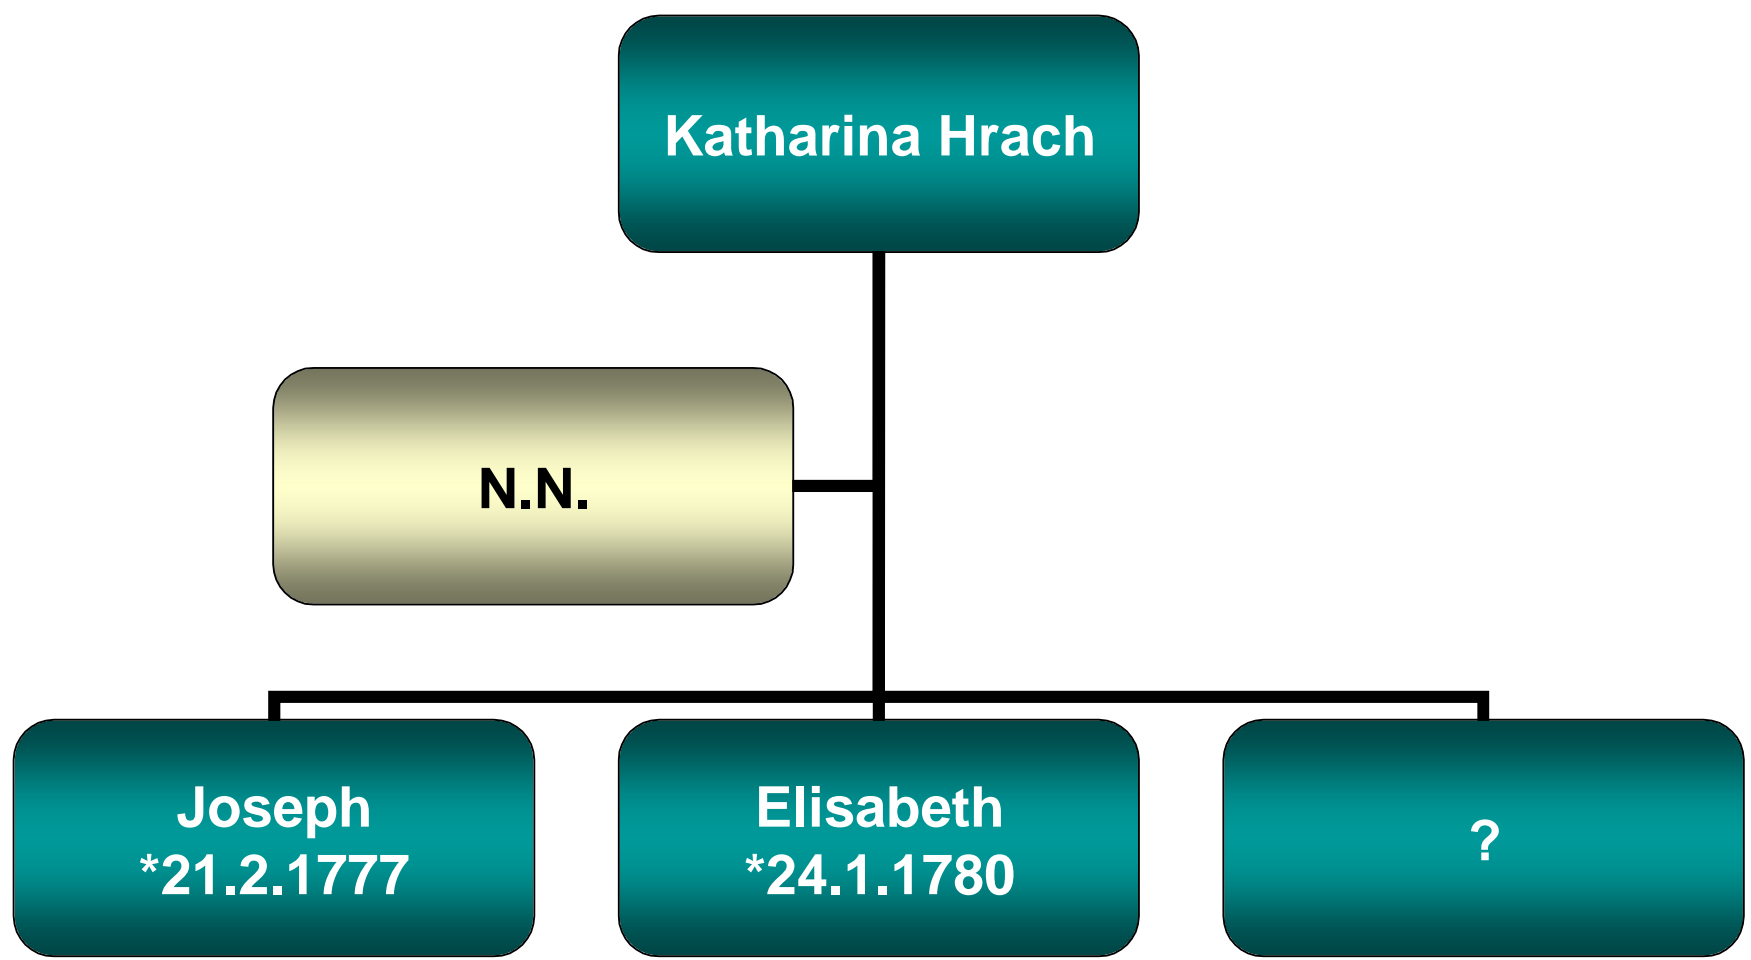 Katharina Hrach
N.N.
Joseph
*21.2.1777
Elisabeth
*24.1.1780
?